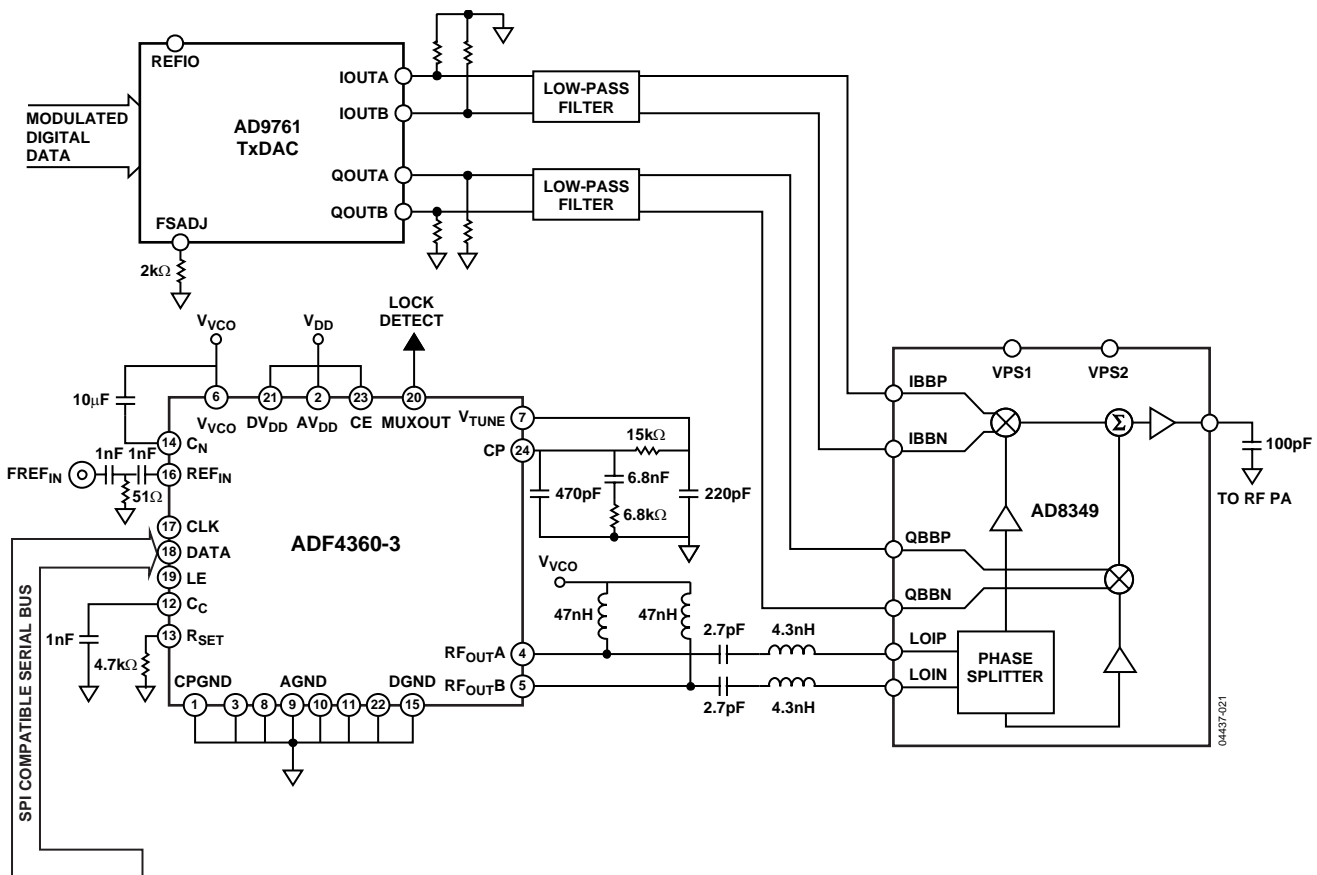 REFIO
IOUTA
IOUTB
QOUTA
QOUTB
AD9761
TxDAC
MODULATED
DIGITAL
DATA
FSADJ
2kΩ
LOW-PASS
FILTER
LOW-PASS
FILTER
LOCK
DETECT
VVCO
VDD
10µF
6
21
2
23
20
VVCO
DVDD
AVDD
CE
MUXOUT
VTUNE
7
CP
24
14
CN
1nF
1nF
FREFIN
16
REFIN
51Ω
17
CLK
18
DATA
19
LE
12
CC
13
RSET
1nF
4.7kΩ
ADF4360-3
15kΩ
470pF
6.8nF
6.8kΩ
220pF
VVCO
47nH
47nH
2.7pF
4.3nH
RFOUTA
4
RFOUTB
5
2.7pF
4.3nH
CPGND
AGND
DGND
1
3
8
9
10
11
22
15
SPI COMPATIBLE SERIAL BUS
VPS1
VPS2
IBBP
IBBN
Σ
100pF
TO RF PA
AD8349
QBBP
QBBN
LOIP
LOIN
PHASE
SPLITTER
04437-021